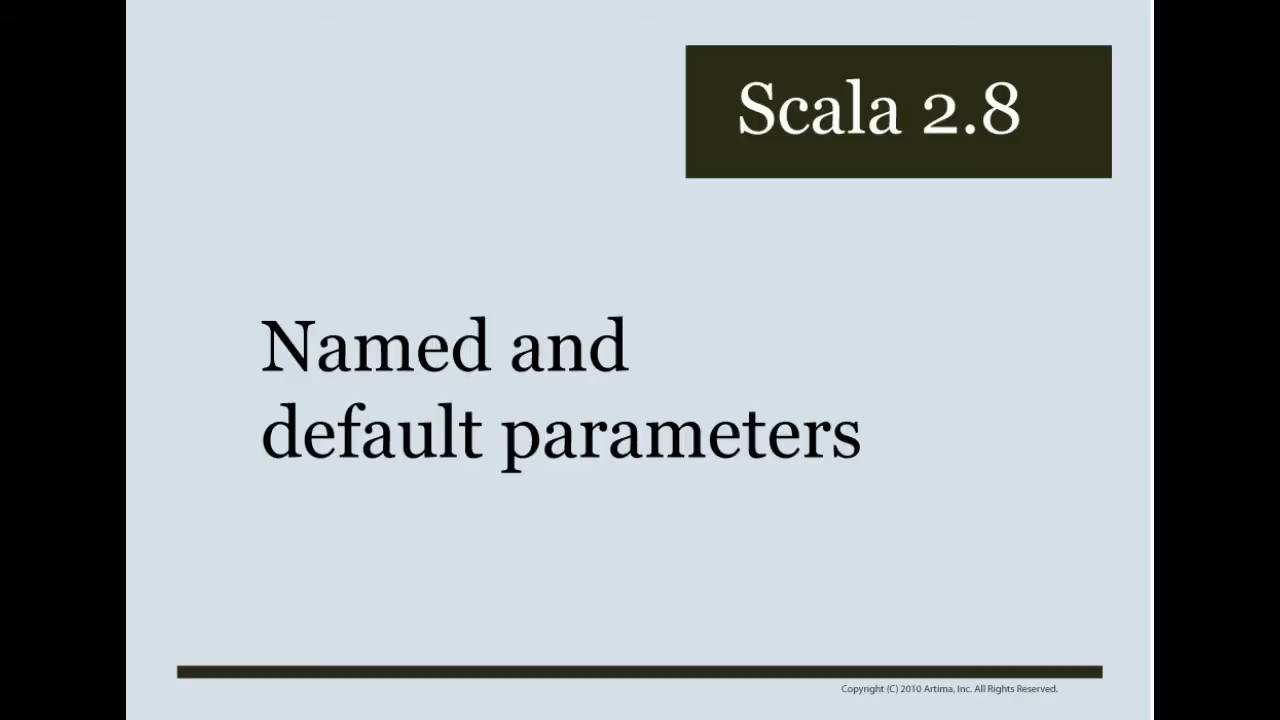 Scala 2.8
Named and
default parameters
Copyright (C) 2010 Artima, Inc. All Rights Reserved.